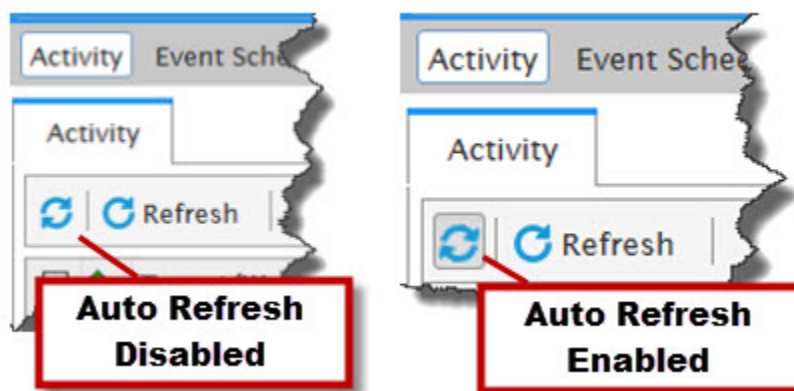 Activity Event Sche
Activity
Refresh
Auto Refresh
Disabled
Activity Event Sche
Activity
Refresh
Auto Refresh
Enabled